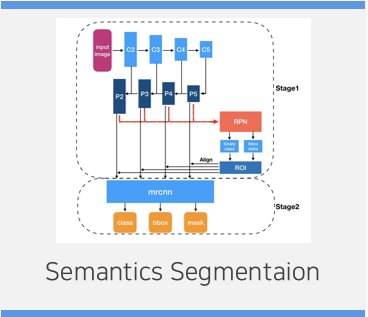 input
image
C2
C3
C4
C5
Stage1
P2
P3
P4
P5
RPN
binary
class
bbox
delta
Align
ROI
mrcnn
Stage2
class
bbox
mask
Semantics Segmentaion